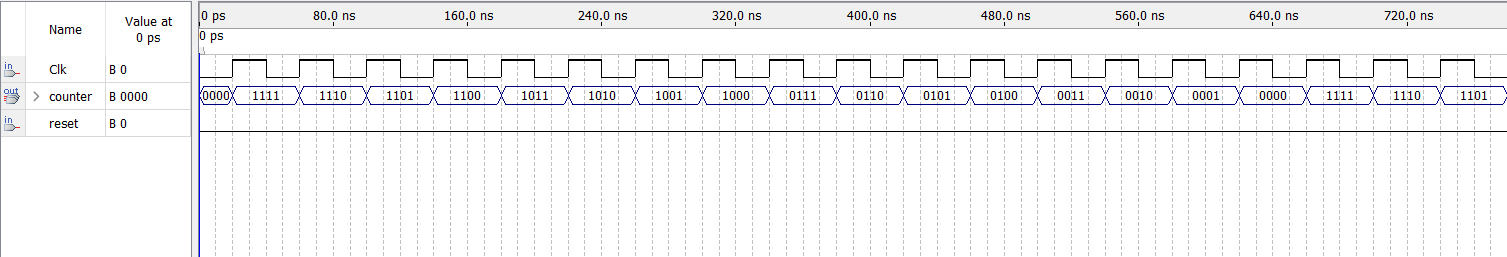 Name Value at 0 ps
0 ps 80.0 ns 160.0 ns 240.0 ns 320.0 ns 400.0 ns 480.0 ns 560.0 ns 640.0 ns 720.0 ns
0 ps
in Clk B 0
out > counter B 0000 0000 1111 1110 1101 1100 1011 1010 1001 1000 0111 0110 0101 0100 0011 0010 0001 0000 1111 1110 1101
in reset B 0